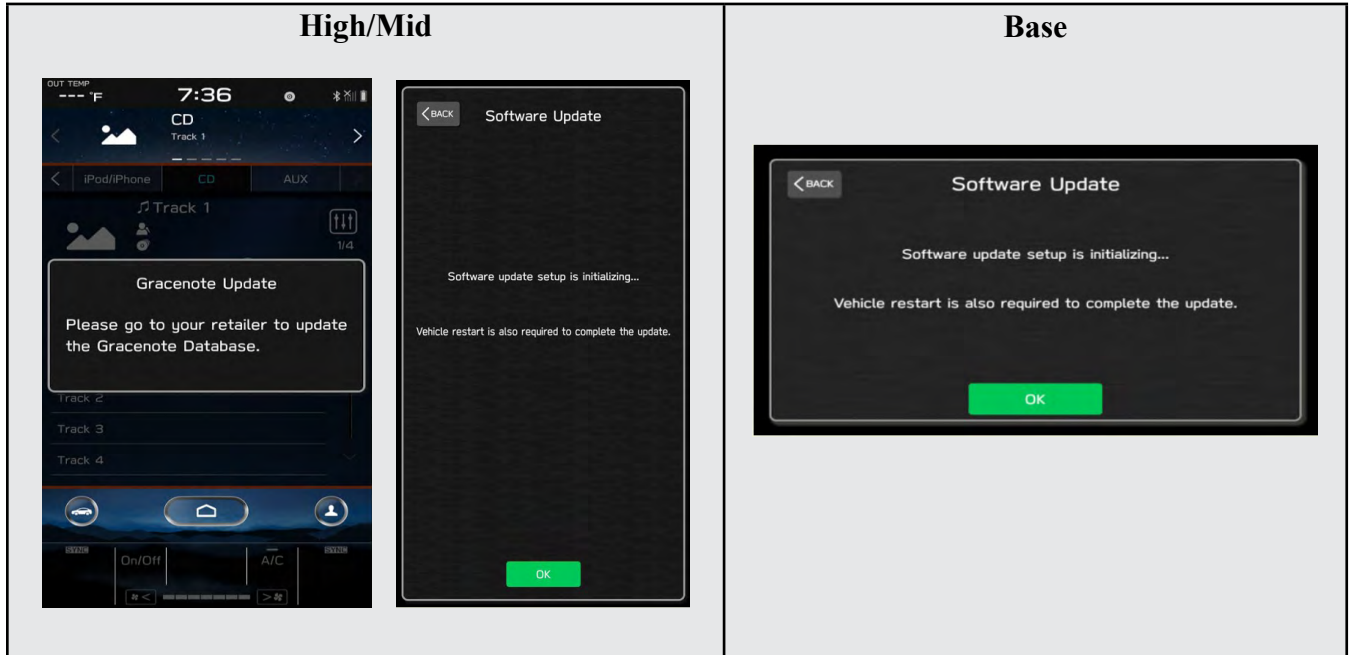 High/Mid
Base
OUT TEMP
--- °F
7:36
CD
Track 1
iPod/iPhone
CD
AUX
Track 1
1/4
Gracenote Update
Please go to your retailer to update
the Gracenote Database.
Track 2
Track 3
Track 4
SYNC
On/Off
A/C
SYNC
BACK
Software Update
Software update setup is initializing...
Vehicle restart is also required to complete the update.
OK
BACK
Software Update
Software update setup is initializing...
Vehicle restart is also required to complete the update.
OK